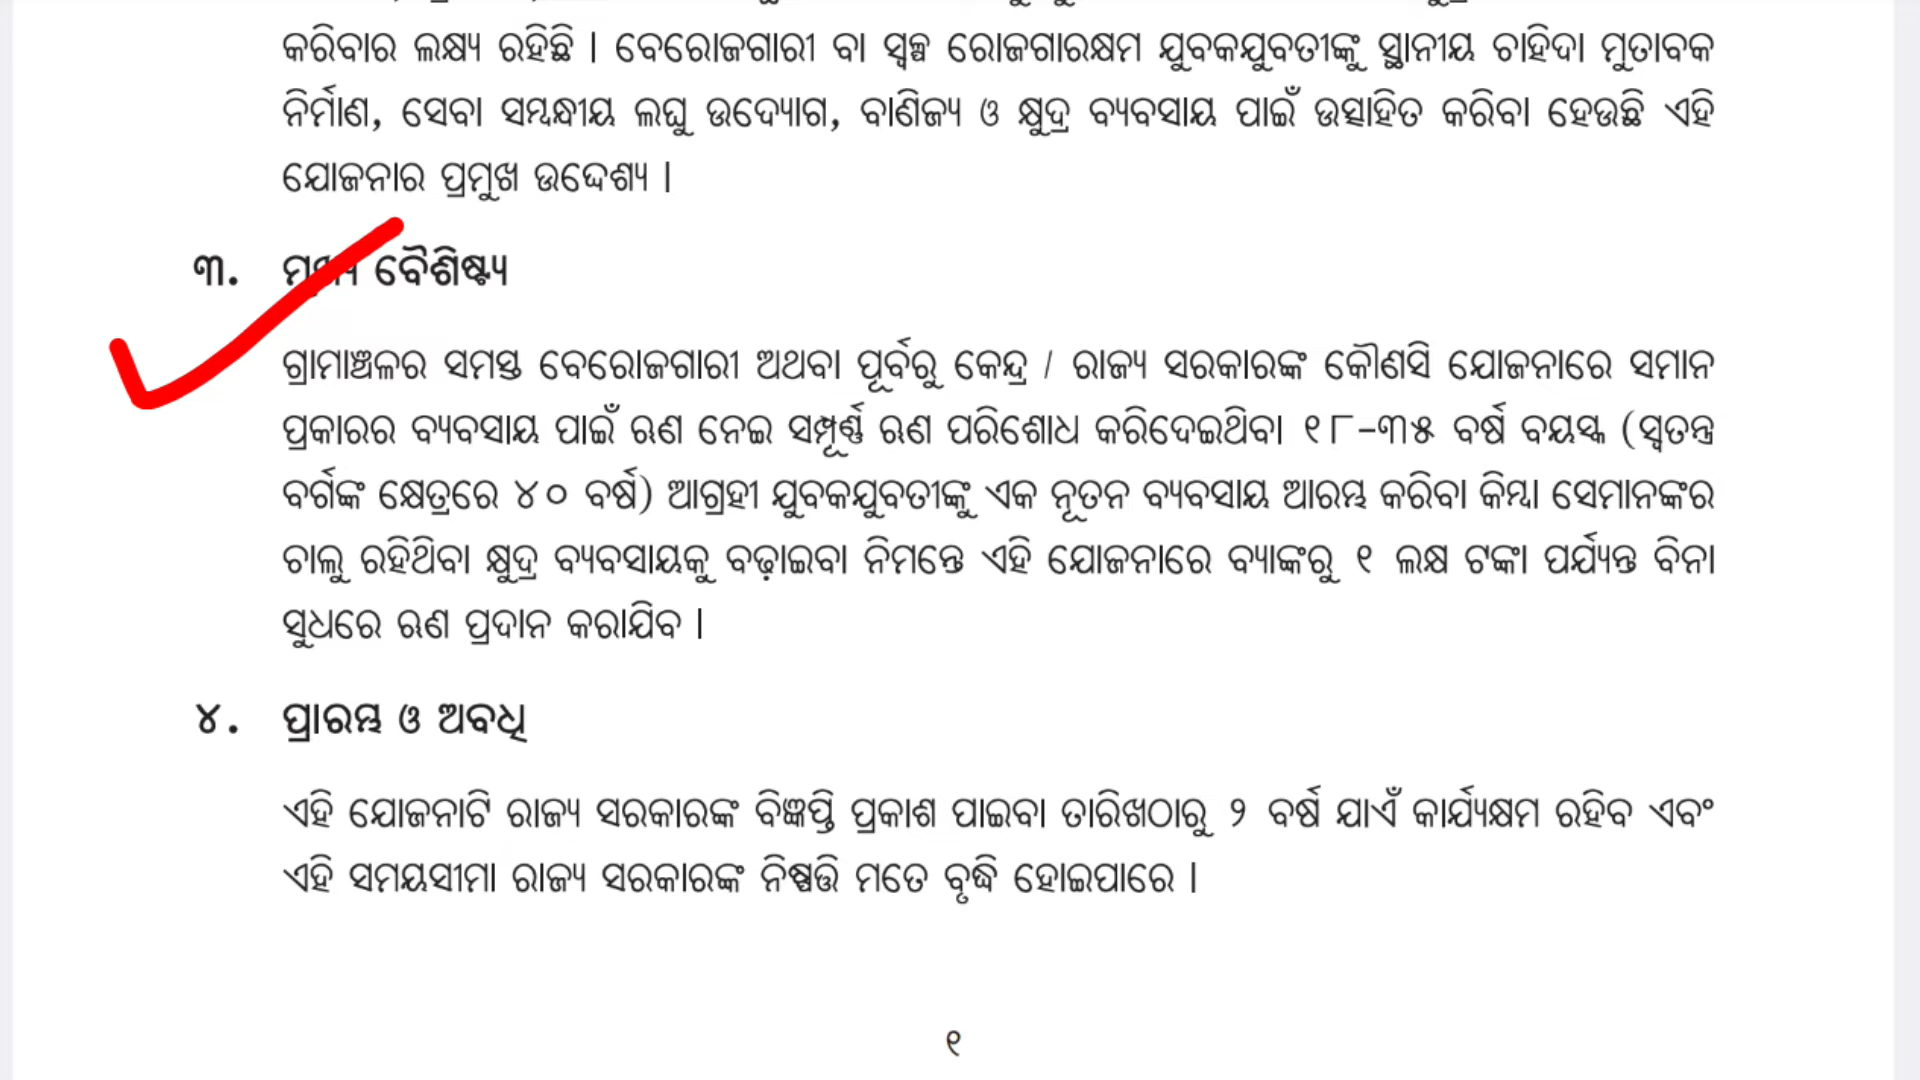 କରିବାର ଲକ୍ଷ୍ୟ ରହିଛି । ବେରୋଜଗାରୀ ବା ସ୍ଵଳ୍ପ ରୋଜଗାରକ୍ଷମ ଯୁବକଯୁବତୀଙ୍କୁ ସ୍ଥାନୀୟ ଚାହିଦା ମୁତାବକ
ନିର୍ମାଣ, ସେବା ସମ୍ବନ୍ଧୀୟ ଲଘୁ ଉଦ୍ୟୋଗ, ବାଣିଜ୍ୟ ଓ କ୍ଷୁଦ୍ର ବ୍ୟବସାୟ ପାଇଁ ଉତ୍ସାହିତ କରିବା ହେଉଛି ଏହି
ଯୋଜନାର ପ୍ରମୁଖ ଉଦ୍ଦେଶ୍ୟ ।
୩. ମୁଖ୍ୟ ବୈଶିଷ୍ଟ୍ୟ
ଗ୍ରାମାଞ୍ଚଳର ସମସ୍ତ ବେରୋଜଗାରୀ ଅଥବା ପୂର୍ବରୁ କେନ୍ଦ୍ର / ରାଜ୍ୟ ସରକାରଙ୍କ କୌଣସି ଯୋଜନାରେ ସମାନ
ପ୍ରକାରର ବ୍ୟବସାୟ ପାଇଁ ଋଣ ନେଇ ସମ୍ପୂର୍ଣ୍ଣ ଋଣ ପରିଶୋଧ କରିଦେଇଥିବା ୧୮-୩୫ ବର୍ଷ ବୟସ୍କ (ସ୍ଵତନ୍ତ୍ର
ବର୍ଗଙ୍କ କ୍ଷେତ୍ରରେ ୪୦ ବର୍ଷ) ଆଗ୍ରହୀ ଯୁବକଯୁବତୀଙ୍କୁ ଏକ ନୂତନ ବ୍ୟବସାୟ ଆରମ୍ଭ କରିବା କିମ୍ବା ସେମାନଙ୍କର
ଚାଲୁ ରହିଥିବା କ୍ଷୁଦ୍ର ବ୍ୟବସାୟକୁ ବଢ଼ାଇବା ନିମନ୍ତେ ଏହି ଯୋଜନାରେ ବ୍ୟାଙ୍କରୁ ୧ ଲକ୍ଷ ଟଙ୍କା ପର୍ଯ୍ୟନ୍ତ ବିନା
ସୁଧରେ ଋଣ ପ୍ରଦାନ କରାଯିବ ।
୪. ପ୍ରାରମ୍ଭ ଓ ଅବଧି
ଏହି ଯୋଜନାଟି ରାଜ୍ୟ ସରକାରଙ୍କ ବିଜ୍ଞପ୍ତି ପ୍ରକାଶ ପାଇବା ତାରିଖଠାରୁ ୨ ବର୍ଷ ଯାଏଁ କାର୍ଯ୍ୟକ୍ଷମ ରହିବ ଏବଂ
ଏହି ସମୟସୀମା ରାଜ୍ୟ ସରକାରଙ୍କ ନିଷ୍ପତ୍ତି ମତେ ବୃଦ୍ଧି ହୋଇପାରେ ।
୧